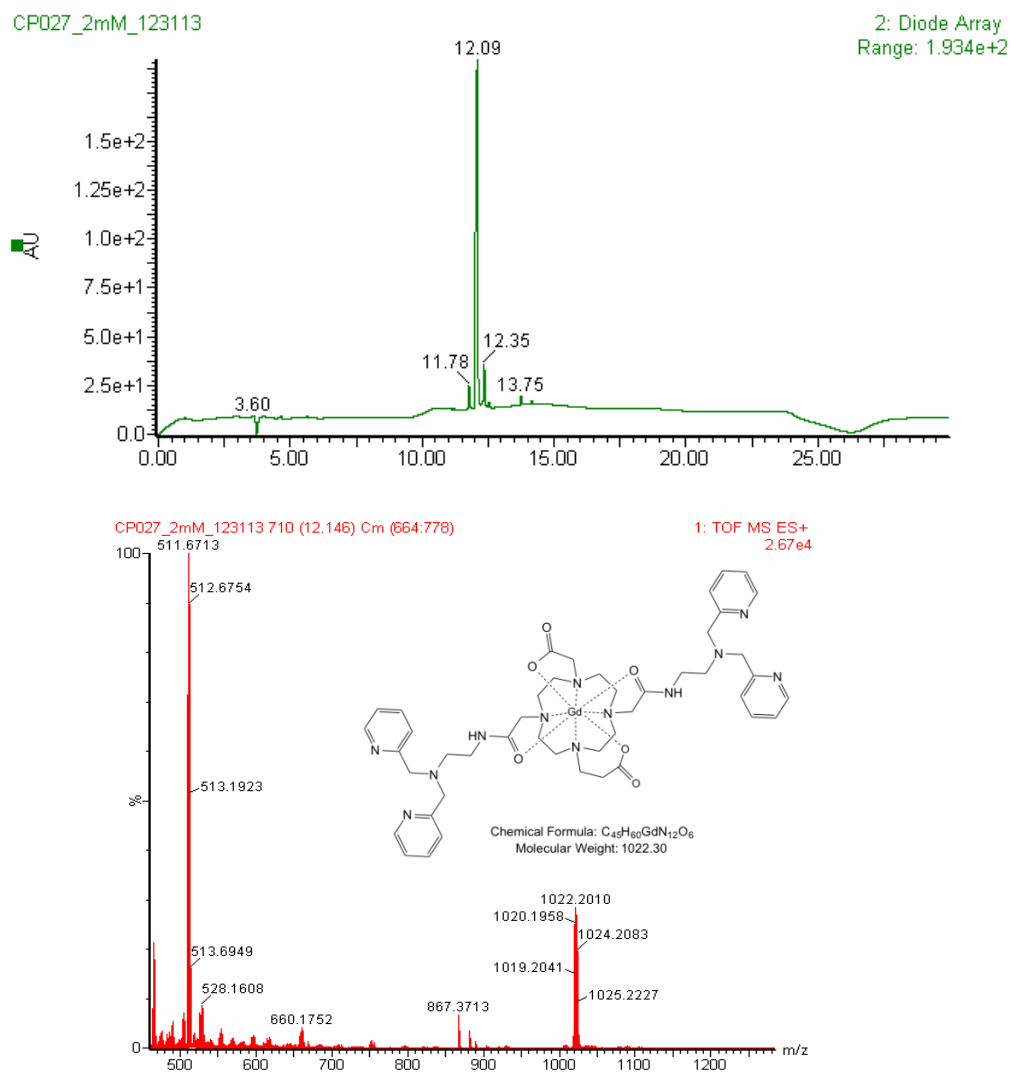 CP027_2mM_123113
2: Diode Array
Range: 1.934e+2
12.09
1.5e+2
1.25e+2
1.0e+2
7.5e+1
5.0e+1
2.5e+1
0.0
AU
11.78
12.35
3.60
13.75
0.00
5.00
10.00
15.00
20.00
25.00
CP027_2mM_123113 710 (12.146) Cm (664:778)
1: TOF MS ES+
2.67e4
100
%
0
511.6713
512.6754
513.1923
513.6949
528.1608
660.1752
867.3713
1022.2010
1020.1958
1024.2083
1019.2041
1025.2227
N
N
N
O
O
N
O
NH
N
Gd
N
N
O
O
NH
O
N
N
N
Chemical Formula: C₄₅H₆₀GdN₁₂O₆
Molecular Weight: 1022.30
500
600
700
800
900
1000
1100
1200
m/z